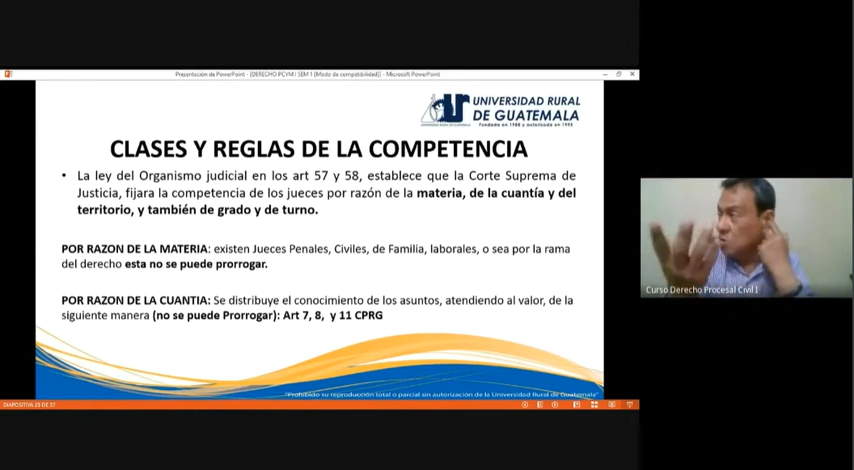 Presentación de PowerPoint - [DERECHO PCYM I SEM 1 [Modo de compatibilidad]] - Microsoft PowerPoint
UNIVERSIDAD RURAL
DE GUATEMALA
Fundada en 1988 y autorizada en 1995
CLASES Y REGLAS DE LA COMPETENCIA
• La ley del Organismo judicial en los art 57 y 58, establece que la Corte Suprema de
Justicia, fijara la competencia de los jueces por razón de la materia, de la cuantía y del
territorio, y también de grado y de turno.
POR RAZON DE LA MATERIA: existen Jueces Penales, Civiles, de Familia, laborales, o sea por la rama
del derecho esta no se puede prorrogar.
POR RAZON DE LA CUANTIA: Se distribuye el conocimiento de los asuntos, atendiendo al valor, de la
siguiente manera (no se puede Prorrogar): Art 7, 8, y 11 CPRG
"Prohibido su reproducción total o parcial sin autorización de la Universidad Rural de Guatemala"
Curso Derecho Procesal Civil I